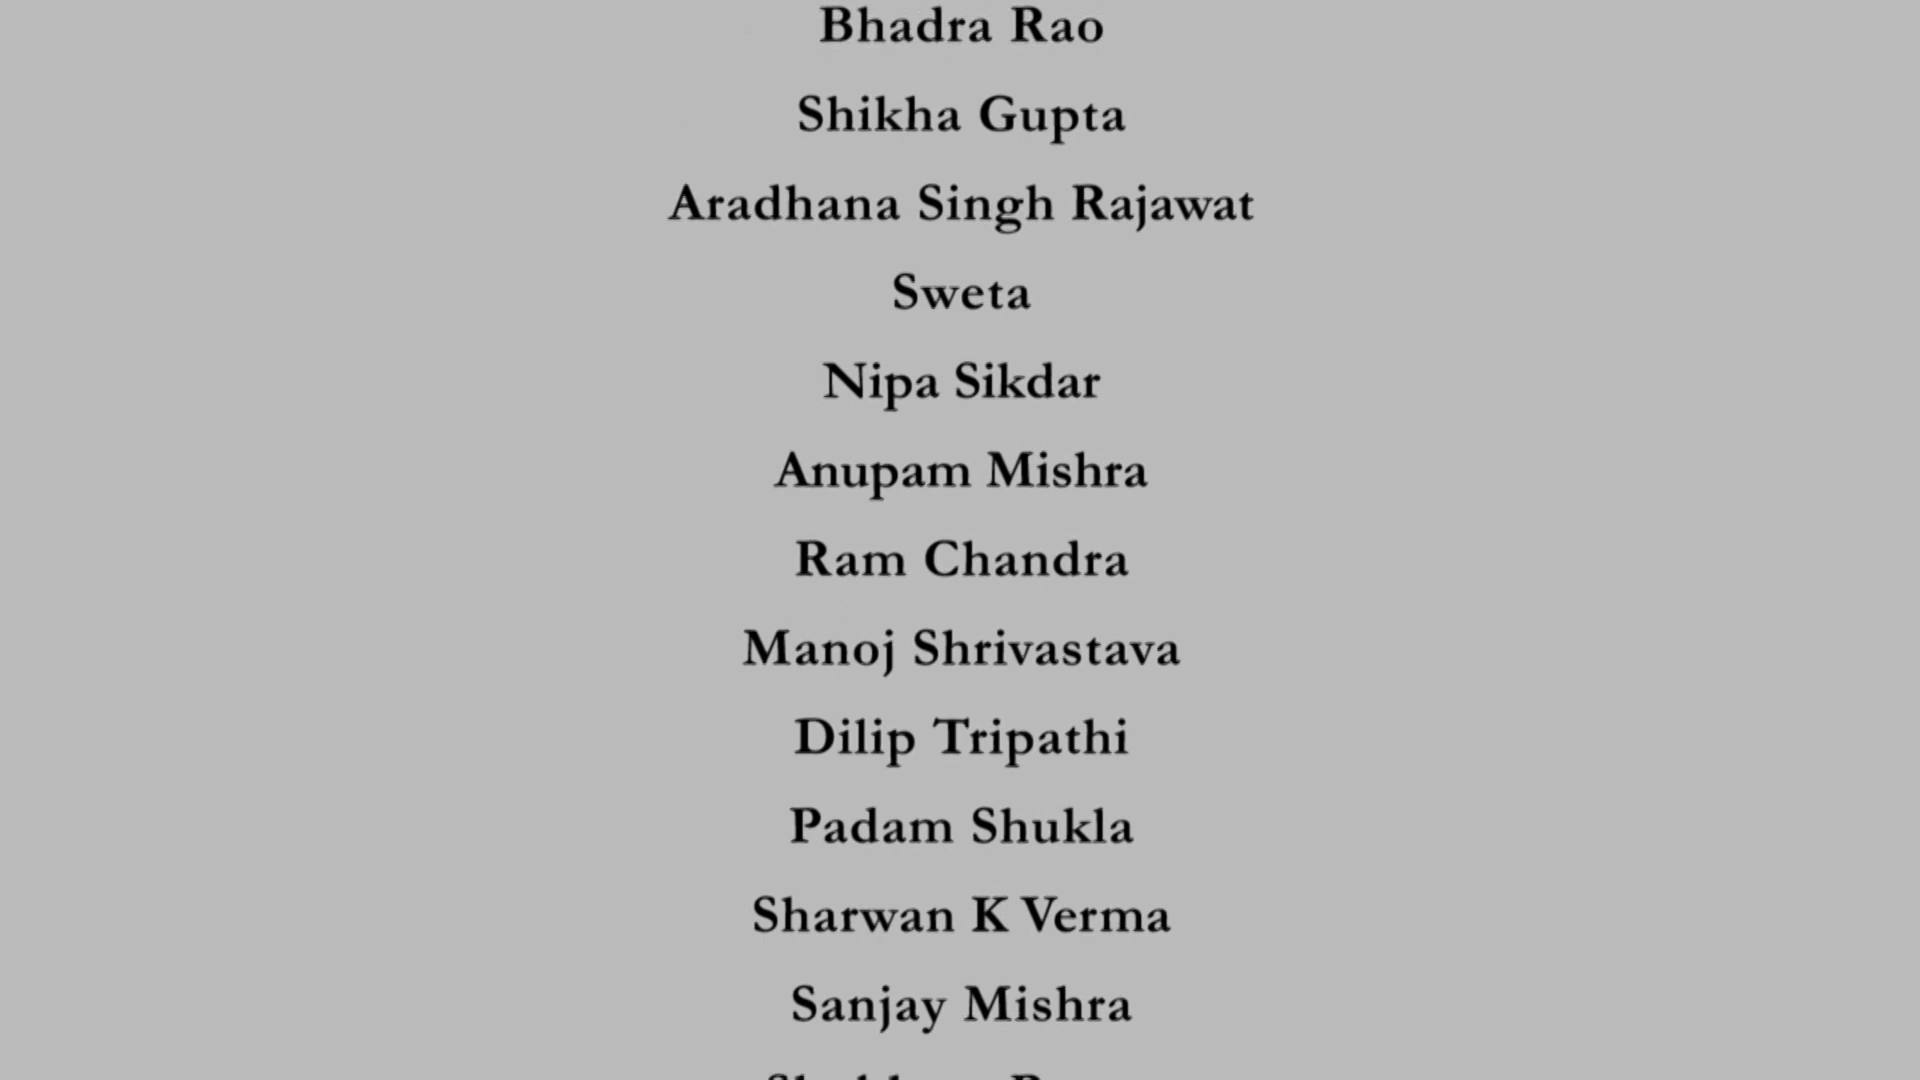 Bhadra Rao
Shikha Gupta
Aradhana Singh Rajawat
Sweta
Nipa Sikdar
Anupam Mishra
Ram Chandra
Manoj Shrivastava
Dilip Tripathi
Padam Shukla
Sharwan K Verma
Sanjay Mishra